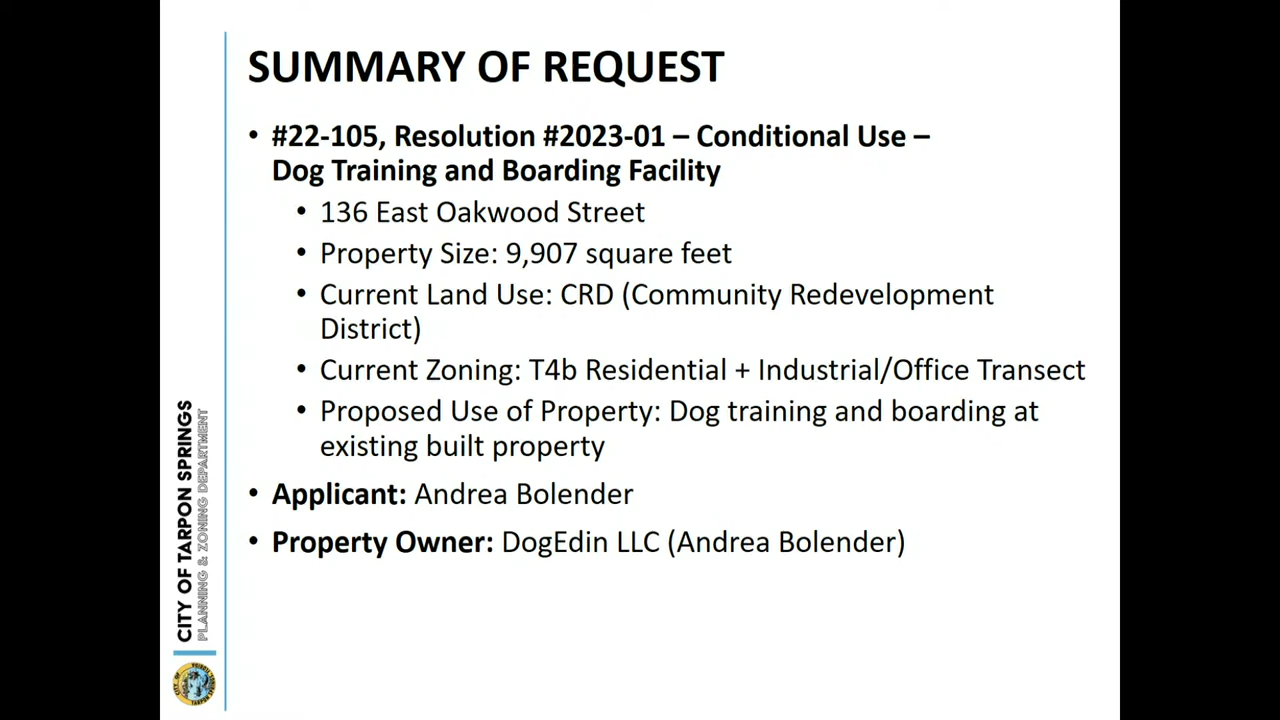 SUMMARY OF REQUEST
• #22-105, Resolution #2023-01 – Conditional Use –
Dog Training and Boarding Facility
• 136 East Oakwood Street
• Property Size: 9,907 square feet
• Current Land Use: CRD (Community Redevelopment
District)
• Current Zoning: T4b Residential + Industrial/Office Transect
• Proposed Use of Property: Dog training and boarding at
existing built property
• Applicant: Andrea Bolender
• Property Owner: DogEdin LLC (Andrea Bolender)
CITY OF TARPON SPRINGS
PLANNING & ZONING DEPARTMENT